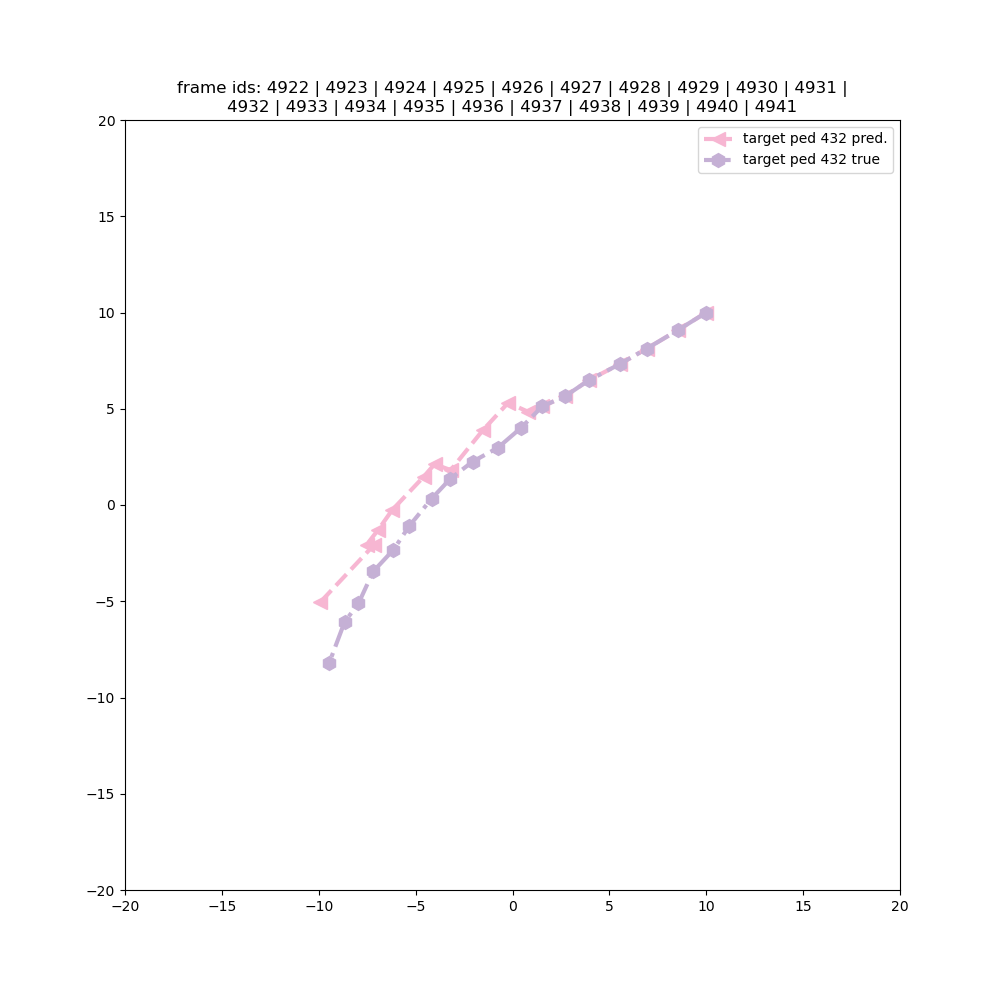 frame ids: 4922 | 4923 | 4924 | 4925 | 4926 | 4927 | 4928 | 4929 | 4930 | 4931 |
4932 | 4933 | 4934 | 4935 | 4936 | 4937 | 4938 | 4939 | 4940 | 4941
target ped 432 pred.
target ped 432 true
20
15
10
5
0
−5
−10
−15
−20
−20 −15 −10 −5 0 5 10 15 20